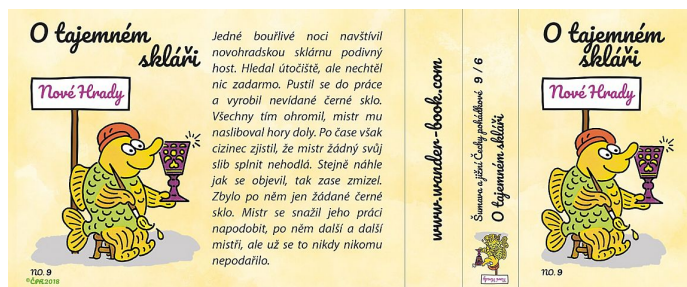 O tajemném
skláři
Nové Hrady
NO. 9
©ČIPEK 2018
Jedné bouřlivé noci navštívil
novohradskou sklárnu podivný
host. Hledal útočiště, ale nechtěl
nic zadarmo. Pustil se do práce
a vyrobil nevídané černé sklo.
Všechny tím ohromil, mistr mu
nasliboval hory doly. Po čase však
cizinec zjistil, že mistr žádný svůj
slib splnit nehodlá. Stejně náhle
jak se objevil, tak zase zmizel.
Zbylo po něm jen žádané černé
sklo. Mistr se snažil jeho práci
napodobit, po něm další a další
mistři, ale už se to nikdy nikomu
nepodařilo.
www.wander-book.com
Šumava a jižní Čechy pohádkové 9 / 6
O tajemném skláři
Nové Hrady
O tajemném
skláři
Nové Hrady
NO. 9